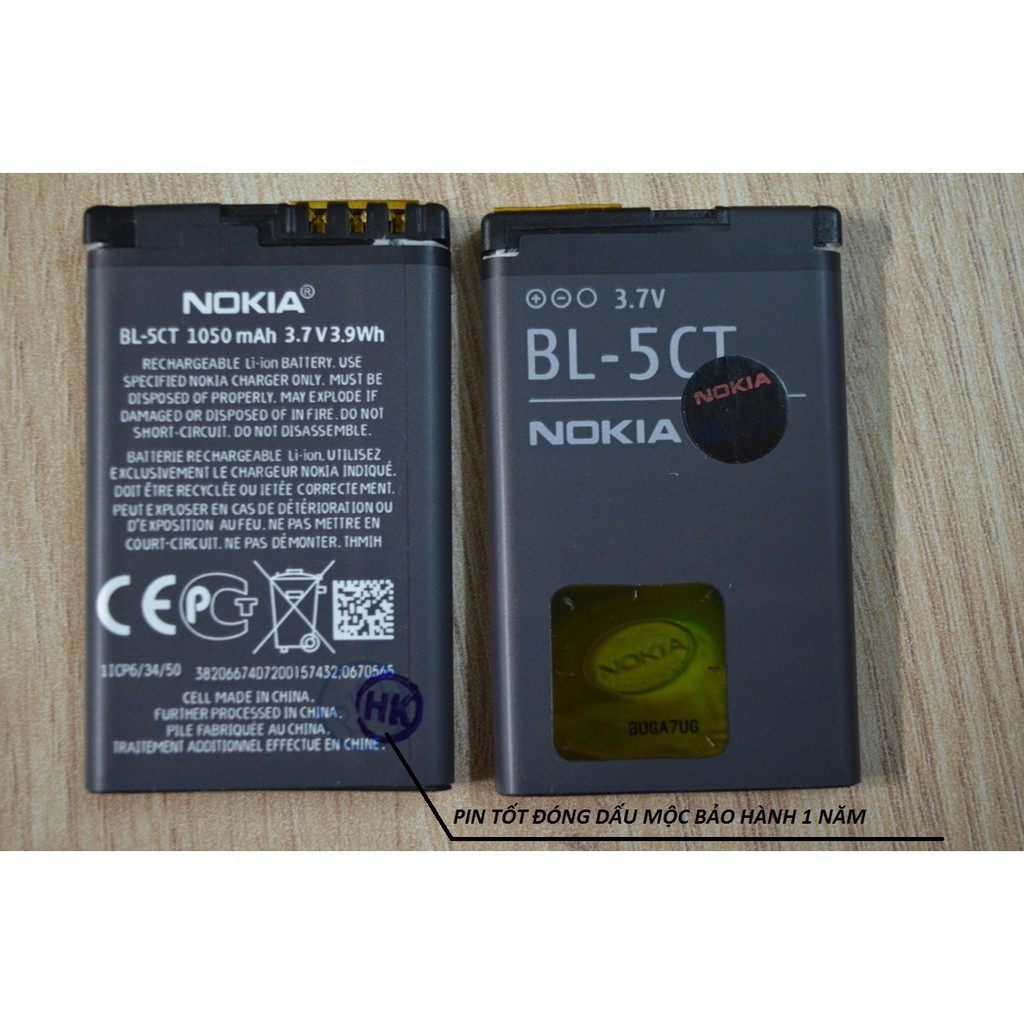 NOKIA®
BL-5CT 1050 mAh 3.7V 3.9Wh
RECHARGEABLE Li-ion BATTERY. USE
SPECIFIED NOKIA CHARGER ONLY. MUST BE
DISPOSED OF PROPERLY. MAY EXPLODE IF
DAMAGED OR DISPOSED OF IN FIRE. DO NOT
SHORT-CIRCUIT. DO NOT DISASSEMBLE.
BATTERIE RECHARGEABLE Li-ion. UTILISEZ
EXCLUSIVEMENT LE CHARGEUR NOKIA INDIQUÉ.
DOIT ÊTRE RECYCLÉE OU IETÉE CORRECTEMENT.
PEUT EXPLOSER EN CAS DE DÉTÉRIORATION OU
D'EXPOSITION AU FEU. NE PAS METTRE EN
COURT-CIRCUIT. NE PAS DÉMONTER. THMIH
CE PCT
1ICP6/34/50 3820667407200157432;0670565
CELL MADE IN CHINA.
FURTHER PROCESSED IN CHINA.
PILE FABRIQUÉE AU CHINA.
TRAITEMENT ADDITIONNEL EFFECTUE EN CHINE.
HK
3.7V
BL-5CT
NOKIA
NOKIA
NOKIA
BUGA7UG
PIN TỐT ĐÓNG DẤU MỘC BẢO HÀNH 1 NĂM